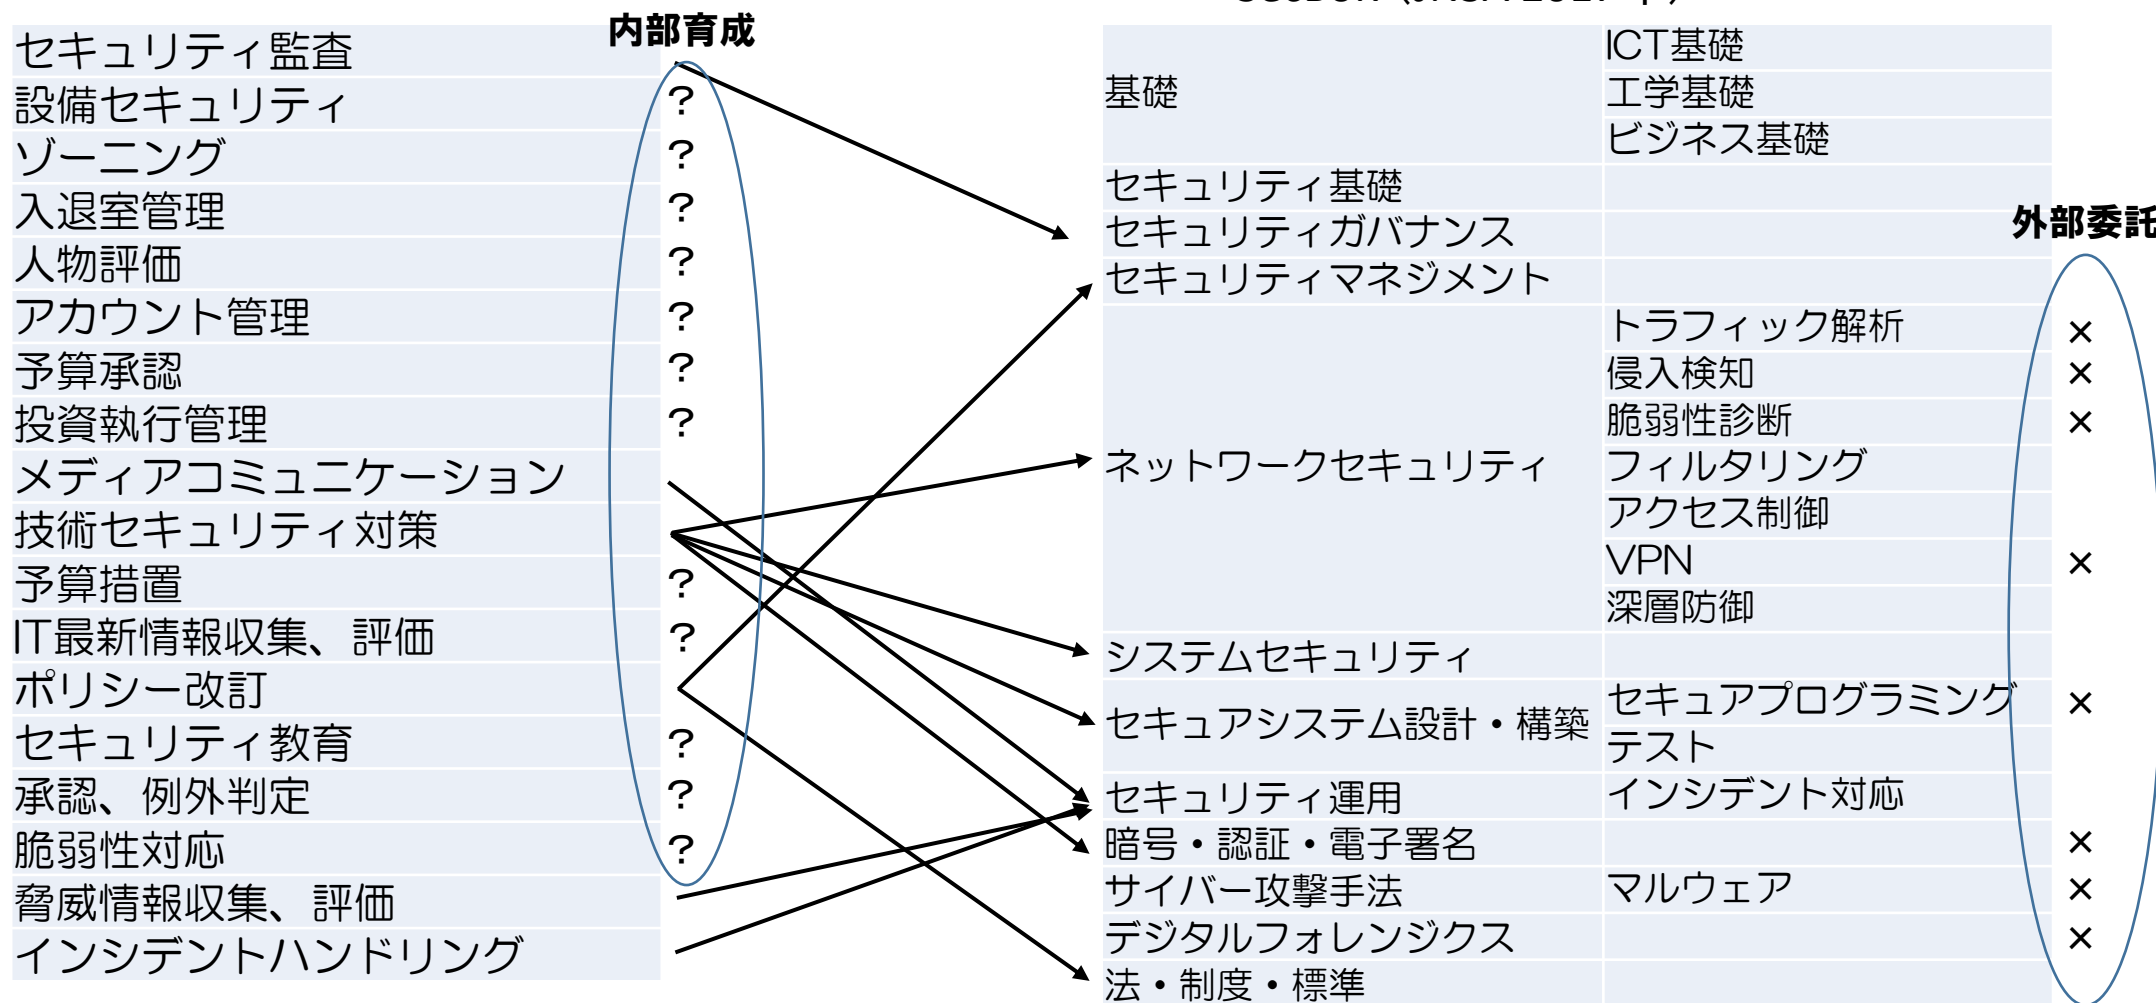 内部育成
セキュリティ監査
設備セキュリティ ?
ゾーニング ?
入退室管理 ?
人物評価 ?
アカウント管理 ?
予算承認 ?
投資執行管理 ?
メディアコミュニケーション
技術セキュリティ対策
予算措置 ?
IT最新情報収集、評価 ?
ポリシー改訂
セキュリティ教育 ?
承認、例外判定 ?
脆弱性対応 ?
脅威情報収集、評価
インシデントハンドリング
基礎
ICT基礎
工学基礎
ビジネス基礎
セキュリティ基礎
セキュリティガバナンス
セキュリティマネジメント
外部委託
ネットワークセキュリティ
トラフィック解析 ×
侵入検知 ×
脆弱性診断 ×
フィルタリング
アクセス制御
VPN ×
深層防御
システムセキュリティ
セキュアシステム設計・構築
セキュアプログラミング ×
テスト
セキュリティ運用 インシデント対応
暗号・認証・電子署名 ×
サイバー攻撃手法 マルウェア ×
デジタルフォレンジクス ×
法・制度・標準